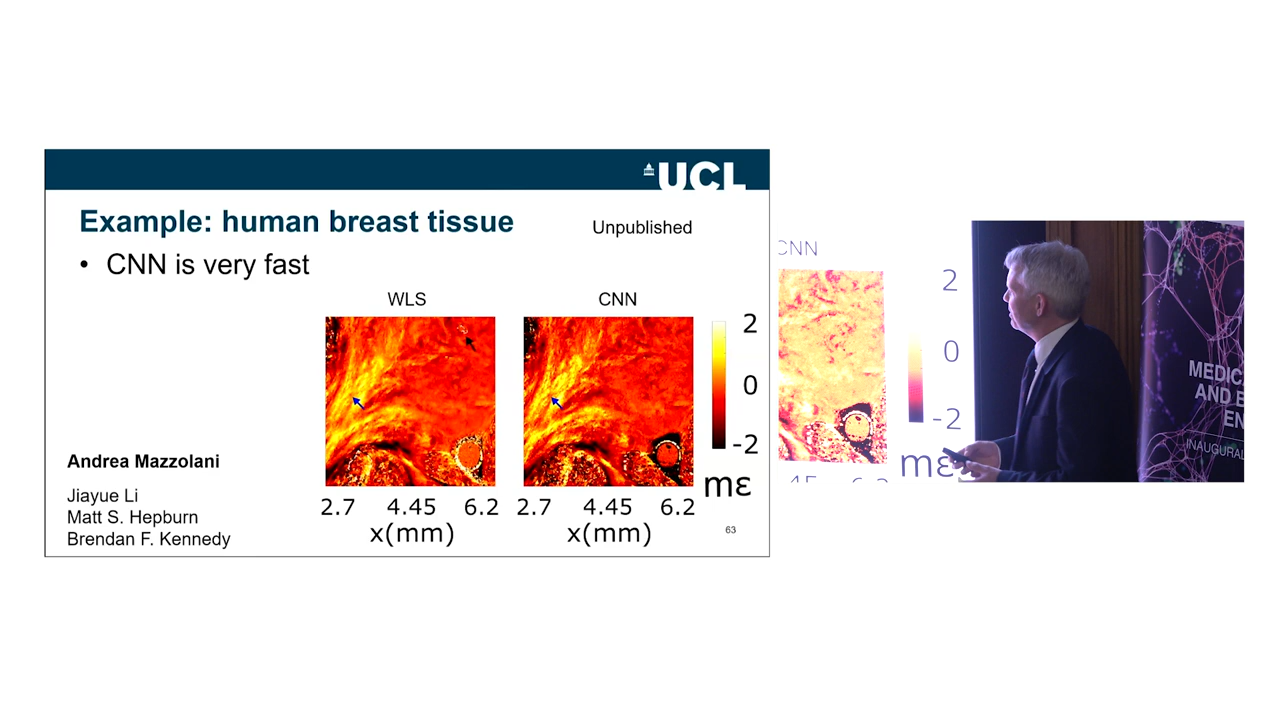 UCL
Example: human breast tissue
Unpublished
• CNN is very fast
WLS
CNN
2
0
-2
mε
2.7 4.45 6.2
2.7 4.45 6.2
x(mm)
x(mm)
Andrea Mazzolani
Jiayue Li
Matt S. Hepburn
Brendan F. Kennedy
63
CNN
2
0
-2
mε
MEDIC
AND E
EN
INAUGURAL